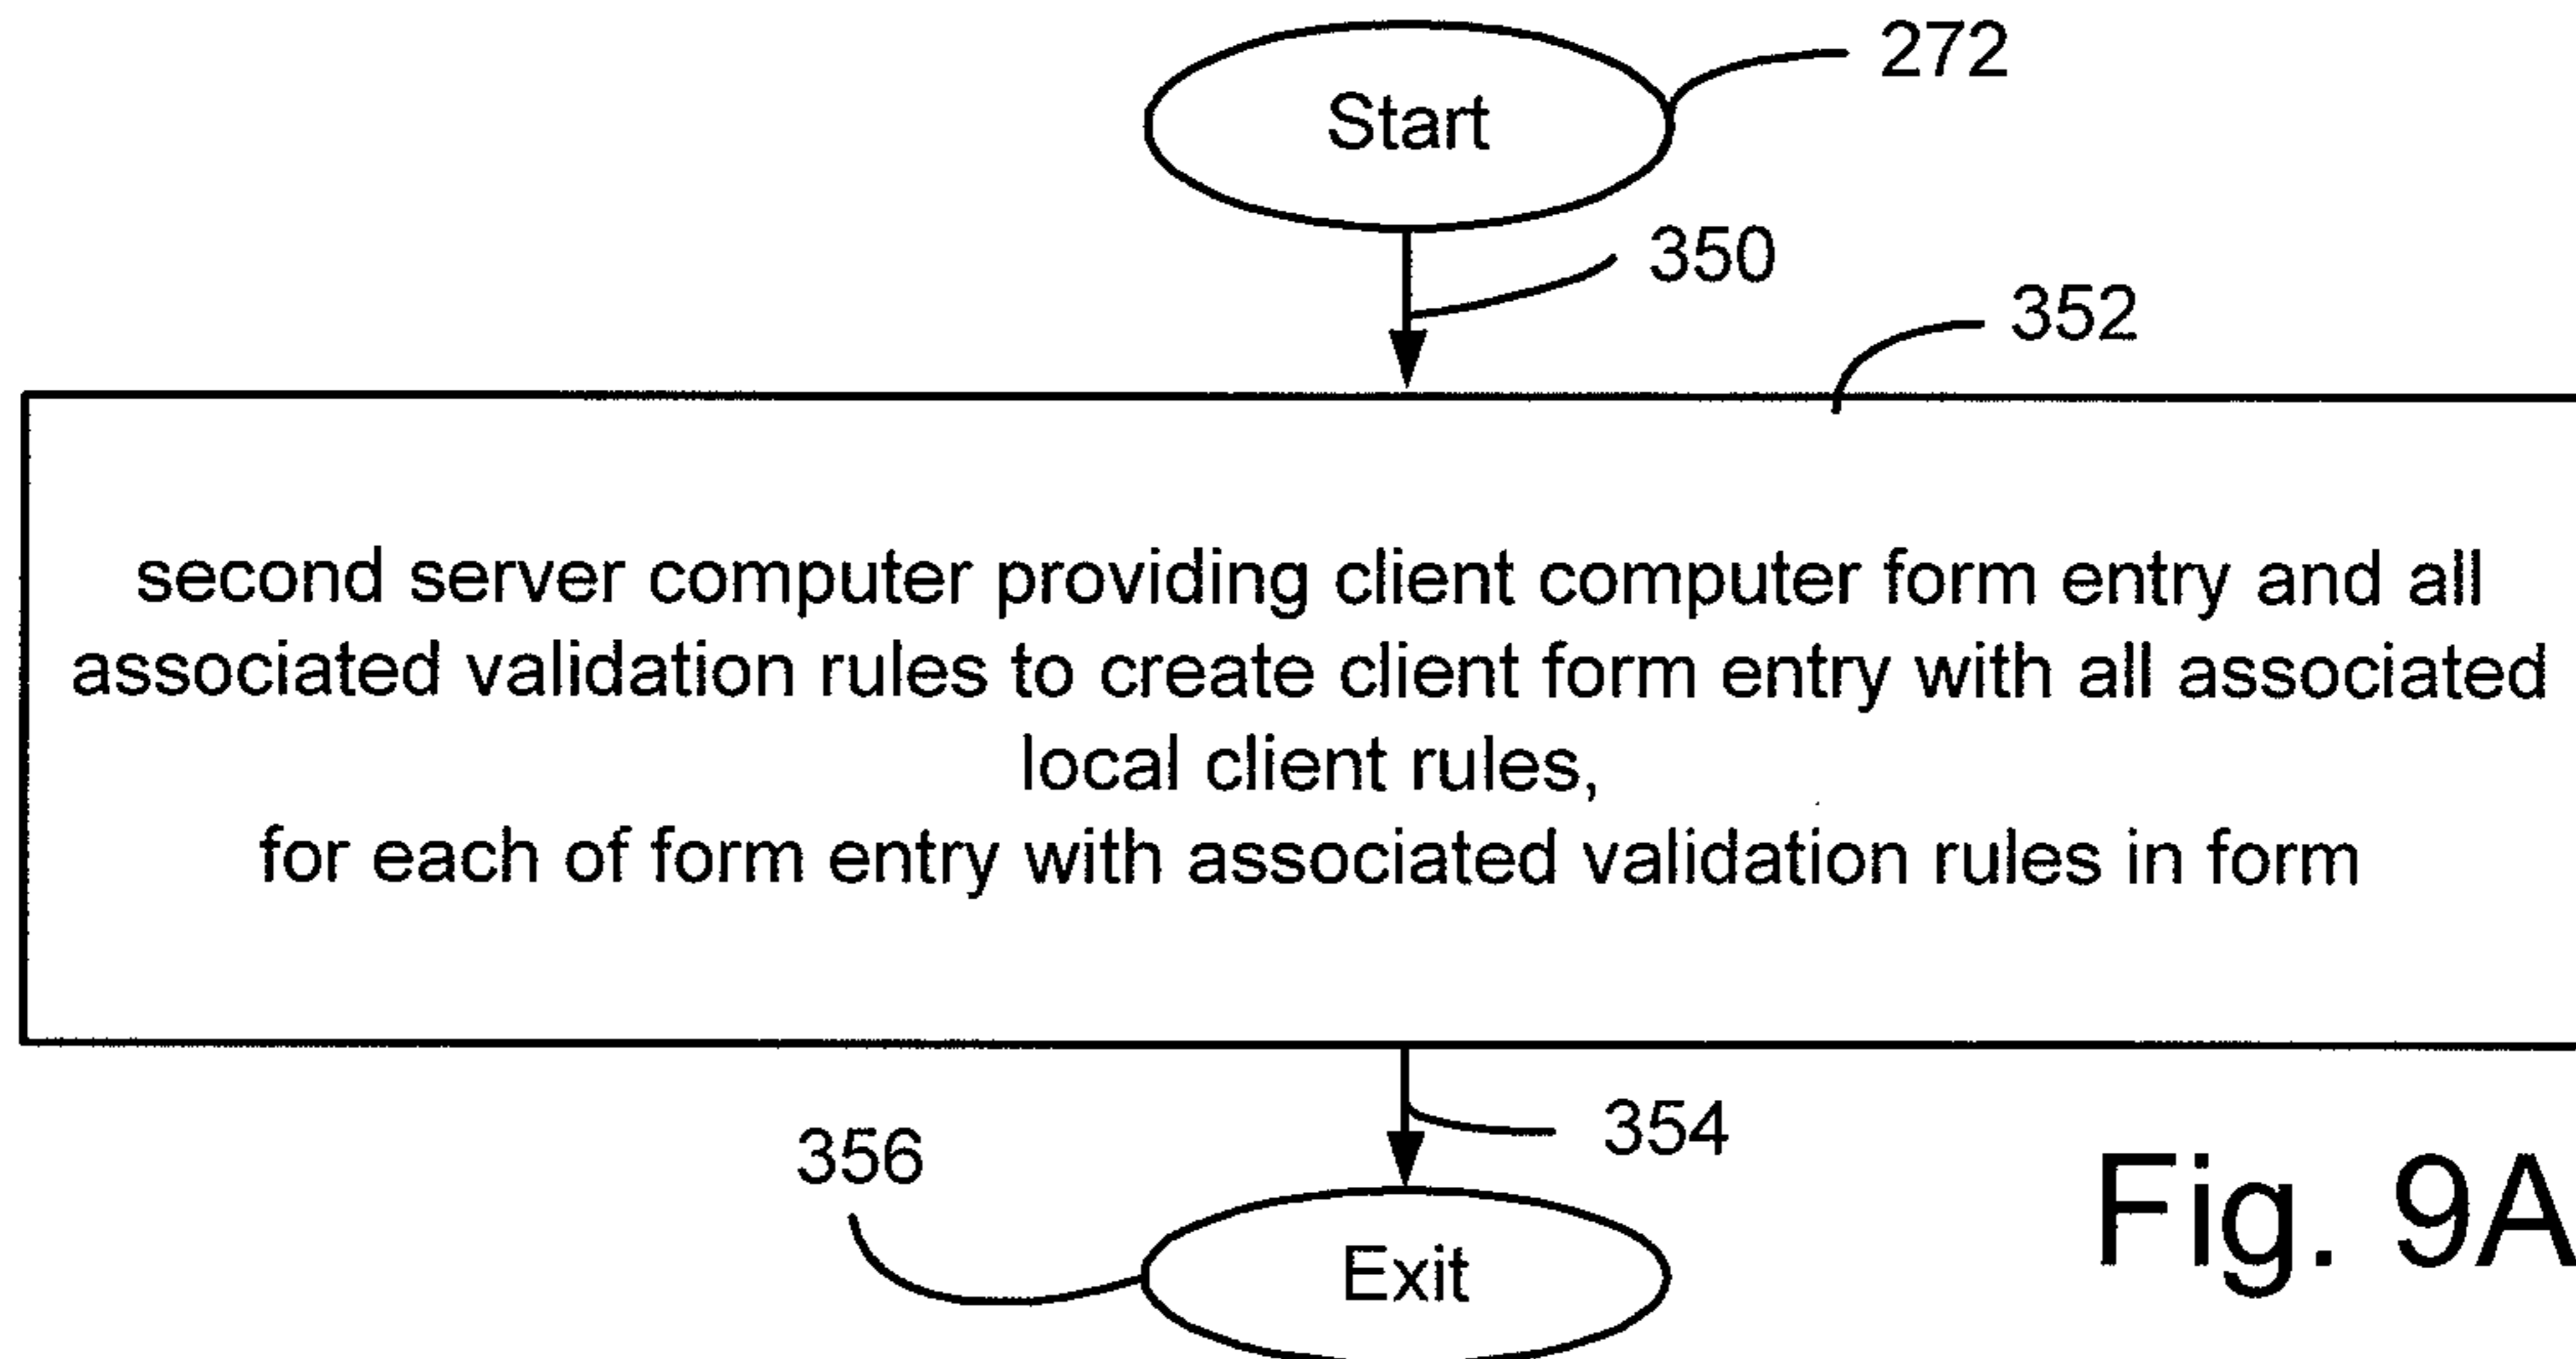 272
Start
350
352
second server computer providing client computer form entry and all
associated validation rules to create client form entry with all associated
local client rules,
for each of form entry with associated validation rules in form
354
356
Exit
Fig. 9A